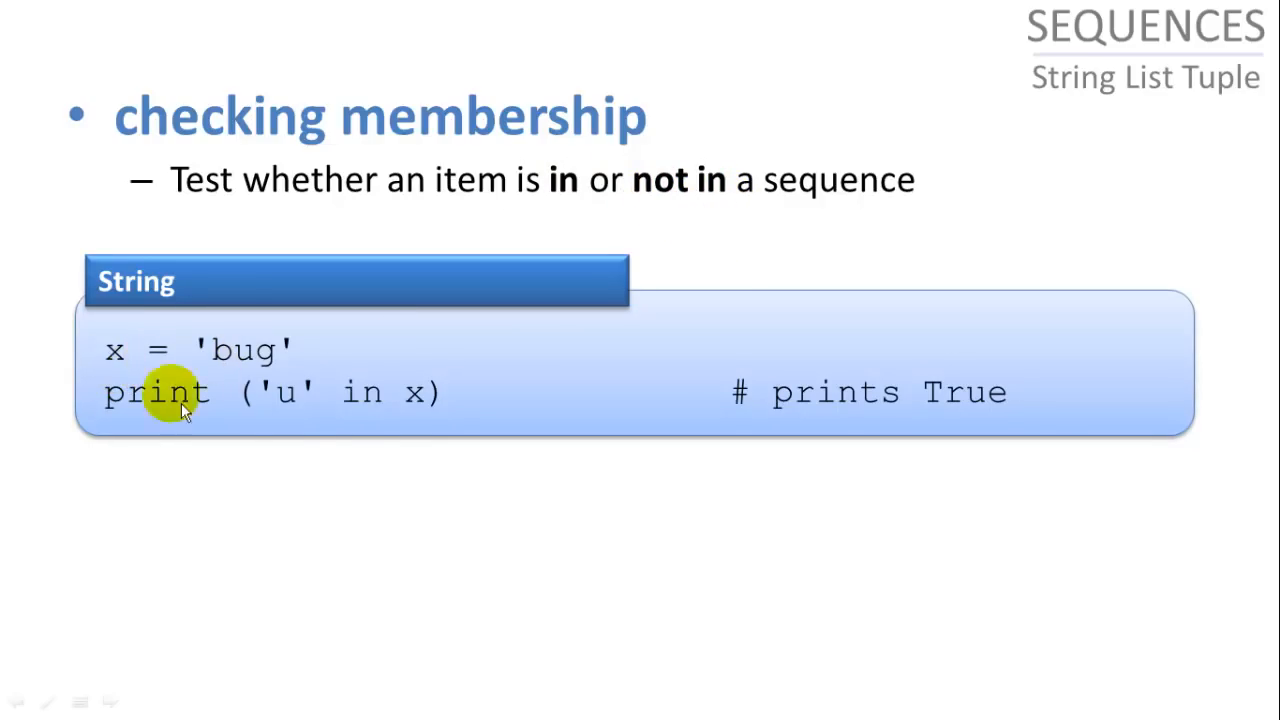 SEQUENCES
String List Tuple
• checking membership
– Test whether an item is in or not in a sequence
String
x = 'bug'
print ('u' in x) # prints True